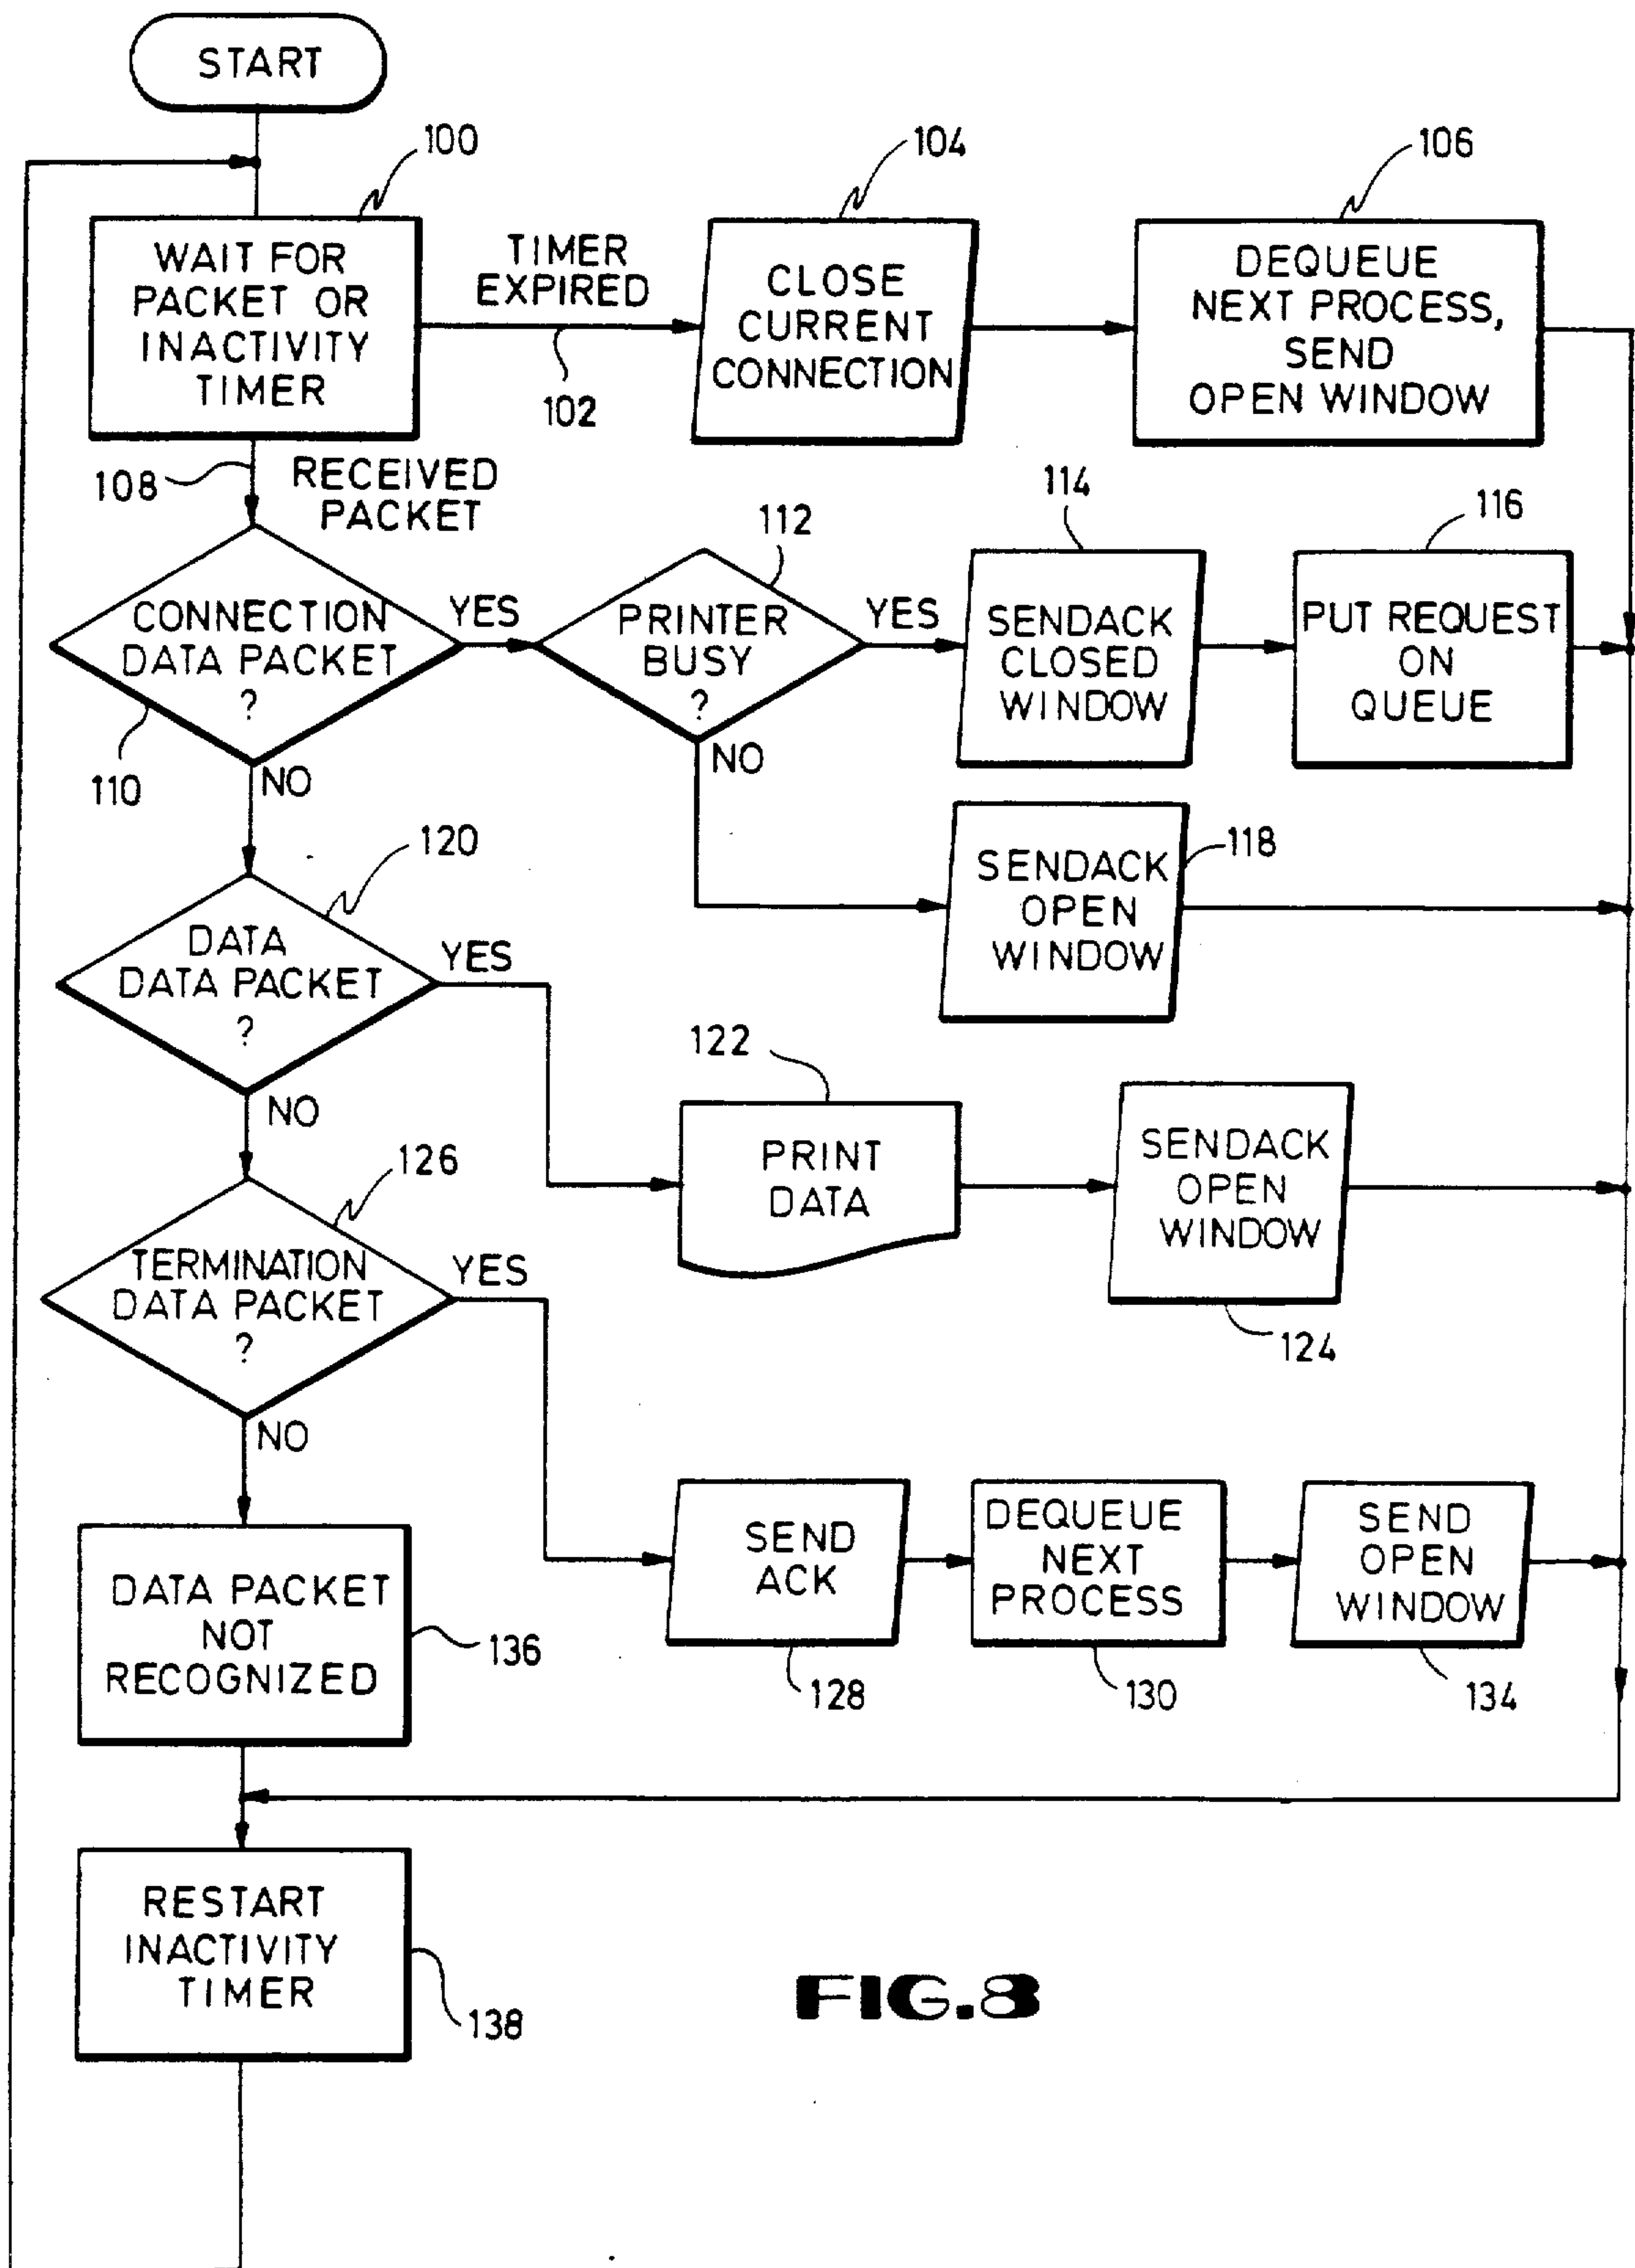 START
100
104
106
WAIT FOR
PACKET OR
INACTIVITY
TIMER
TIMER
EXPIRED
102
CLOSE
CURRENT
CONNECTION
DEQUEUE
NEXT PROCESS,
SEND
OPEN WINDOW
108
RECEIVED
PACKET
112
114
116
CONNECTION
DATA PACKET
?
YES
PRINTER
BUSY
?
YES
SENDACK
CLOSED
WINDOW
PUT REQUEST
ON
QUEUE
110
NO
NO
120
SENDACK
OPEN
WINDOW
118
DATA
DATA PACKET
?
YES
122
NO
PRINT
DATA
SENDACK
OPEN
WINDOW
126
124
TERMINATION
DATA PACKET
?
YES
NO
SEND
ACK
DEQUEUE
NEXT
PROCESS
SEND
OPEN
WINDOW
DATA PACKET
NOT
RECOGNIZED
136
128
130
134
RESTART
INACTIVITY
TIMER
138
FIG.8